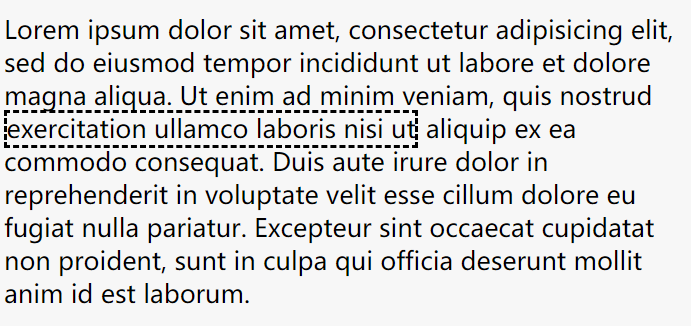 Lorem ipsum dolor sit amet, consectetur adipisicing elit,
sed do eiusmod tempor incididunt ut labore et dolore
magna aliqua. Ut enim ad minim veniam, quis nostrud
exercitation ullamco laboris nisi ut aliquip ex ea
commodo consequat. Duis aute irure dolor in
reprehenderit in voluptate velit esse cillum dolore eu
fugiat nulla pariatur. Excepteur sint occaecat cupidatat
non proident, sunt in culpa qui officia deserunt mollit
anim id est laborum.